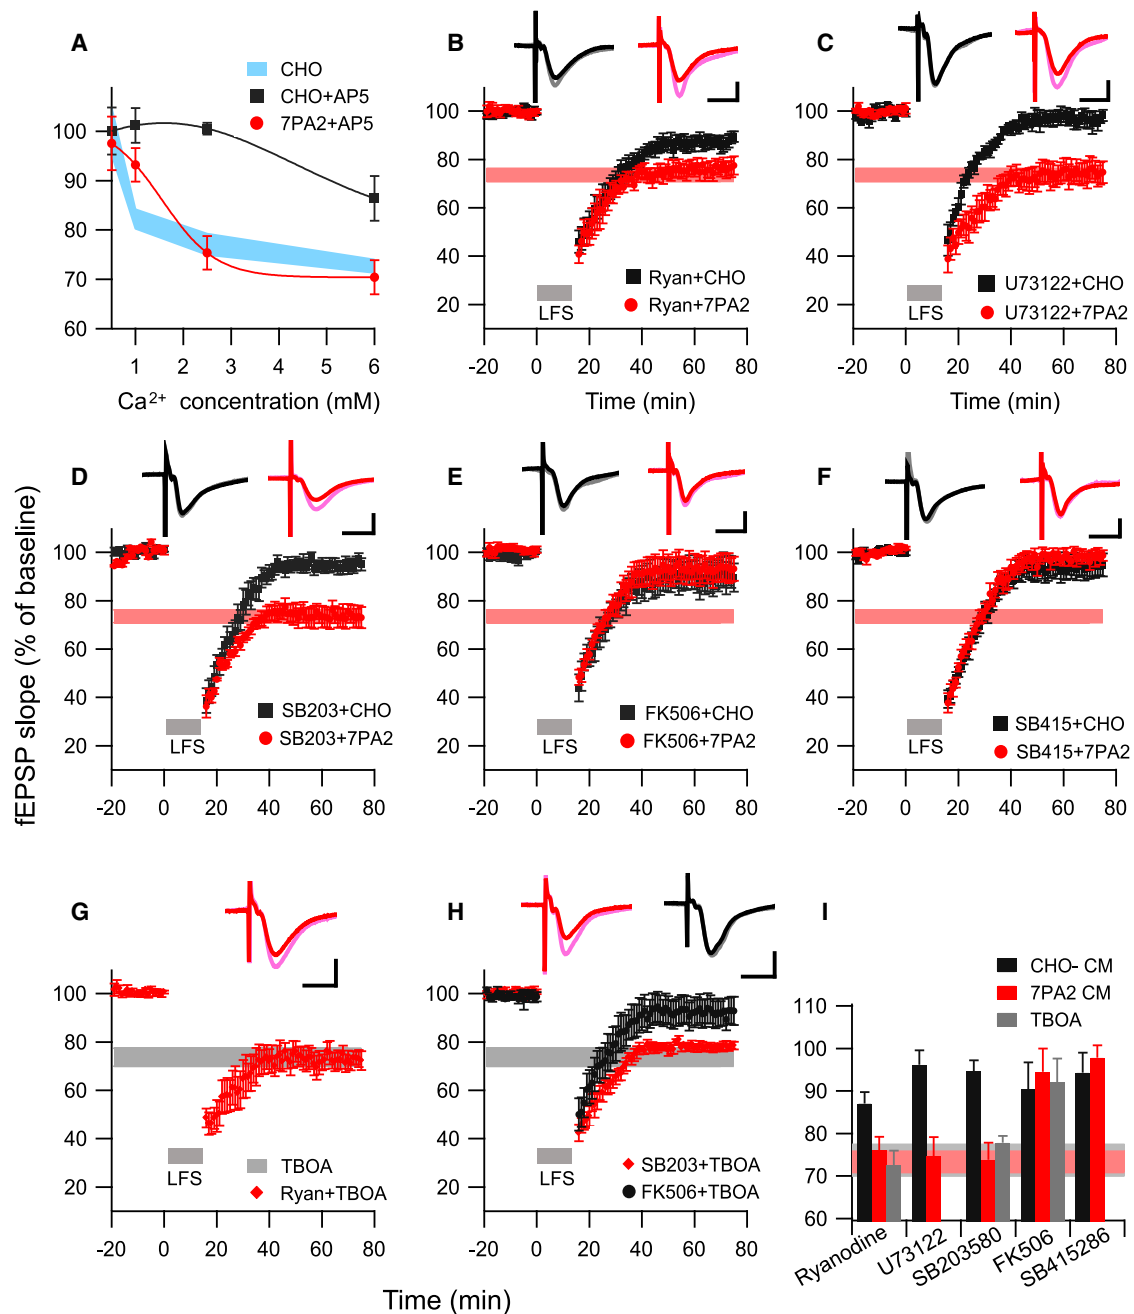 A
CHO
CHO+AP5
7PA2+AP5
100
90
80
70
60
1 2 3 4 5 6
Ca2+ concentration (mM)
B
100
80
60
40
20
Ryan+CHO
Ryan+7PA2
LFS
-20 0 20 40 60 80
Time (min)
C
100
80
60
40
20
U73122+CHO
U73122+7PA2
LFS
-20 0 20 40 60 80
Time (min)
fEPSP slope (% of baseline)
D
100
80
60
40
20
SB203+CHO
SB203+7PA2
LFS
-20 0 20 40 60 80
E
100
80
60
40
20
FK506+CHO
FK506+7PA2
LFS
-20 0 20 40 60 80
F
100
80
60
40
20
SB415+CHO
SB415+7PA2
LFS
-20 0 20 40 60 80
G
100
80
60
40
20
LFS
TBOA
Ryan+TBOA
-20 0 20 40 60 80
H
100
80
60
40
20
LFS
SB203+TBOA
FK506+TBOA
-20 0 20 40 60 80
Time (min)
I
CHO- CM
7PA2 CM
TBOA
110
100
90
80
70
60
Ryanodine
U73122
SB203580
FK506
SB415286